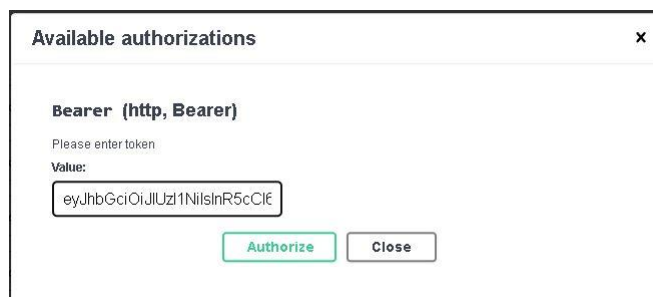 Available authorizations x
Bearer (http, Bearer)
Please enter token
Value:
eyJhbGciOiJIUzI1NiIsInR5cCI6
Authorize Close